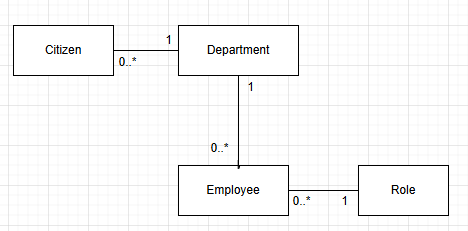 Citizen
1
Department
0..*
1
0..*
Employee
0..*
1
Role